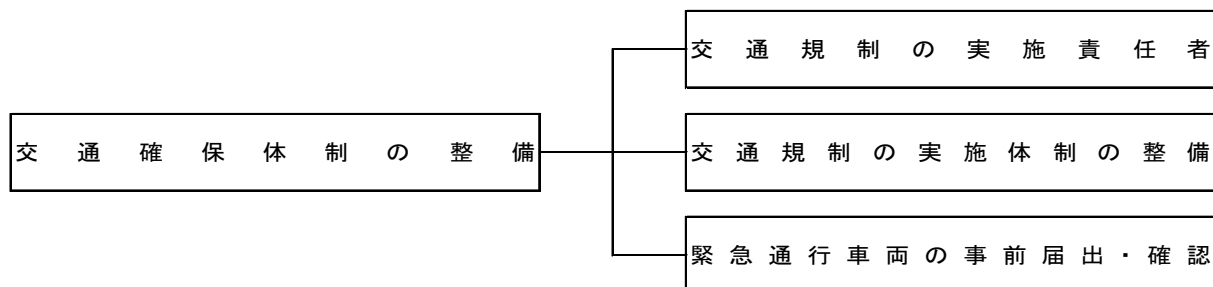 交通確保体制の整備
交通規制の実施責任者
交通規制の実施体制の整備
緊急通行車両の事前届出・確認